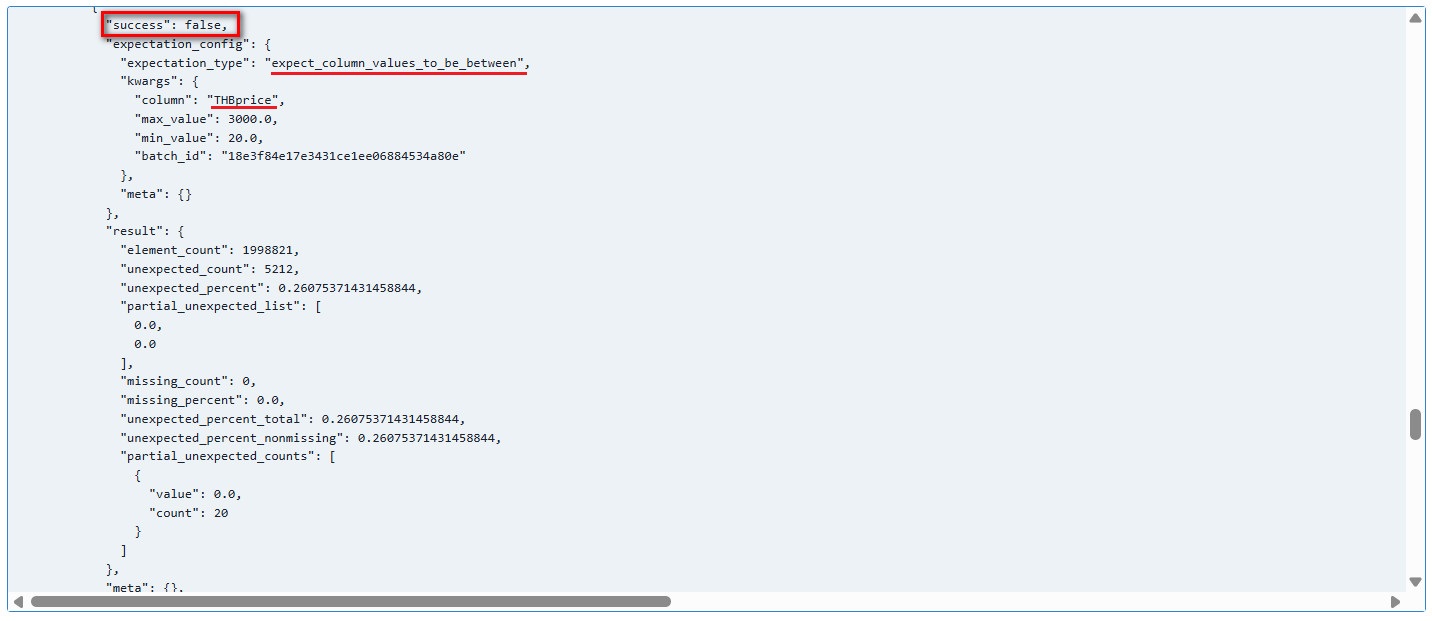 {
"success": false,
"expectation_config": {
"expectation_type": "expect_column_values_to_be_between",
"kwargs": {
"column": "THBprice",
"max_value": 3000.0,
"min_value": 20.0,
"batch_id": "18e3f84e17e3431ce1ee06884534a80e"
},
"meta": {}
},
"result": {
"element_count": 1998821,
"unexpected_count": 5212,
"unexpected_percent": 0.26075371431458844,
"partial_unexpected_list": [
0.0,
0.0
],
"missing_count": 0,
"missing_percent": 0.0,
"unexpected_percent_total": 0.26075371431458844,
"unexpected_percent_nonmissing": 0.26075371431458844,
"partial_unexpected_counts": [
{
"value": 0.0,
"count": 20
}
]
},
"meta": {},